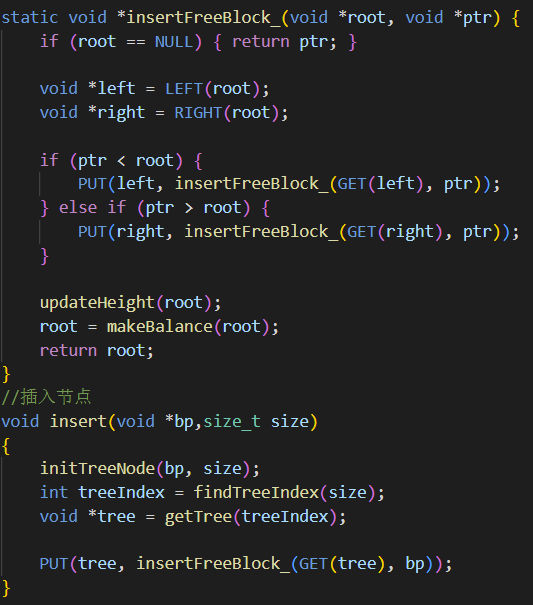 static void *insertFreeBlock_(void *root, void *ptr) {
    if (root == NULL) { return ptr; }

    void *left = LEFT(root);
    void *right = RIGHT(root);

    if (ptr < root) {
        PUT(left, insertFreeBlock_(GET(left), ptr));
    } else if (ptr > root) {
        PUT(right, insertFreeBlock_(GET(right), ptr));
    }

    updateHeight(root);
    root = makeBalance(root);
    return root;
}
//插入节点
void insert(void *bp,size_t size)
{
    initTreeNode(bp, size);
    int treeIndex = findTreeIndex(size);
    void *tree = getTree(treeIndex);

    PUT(tree, insertFreeBlock_(GET(tree), bp));
}